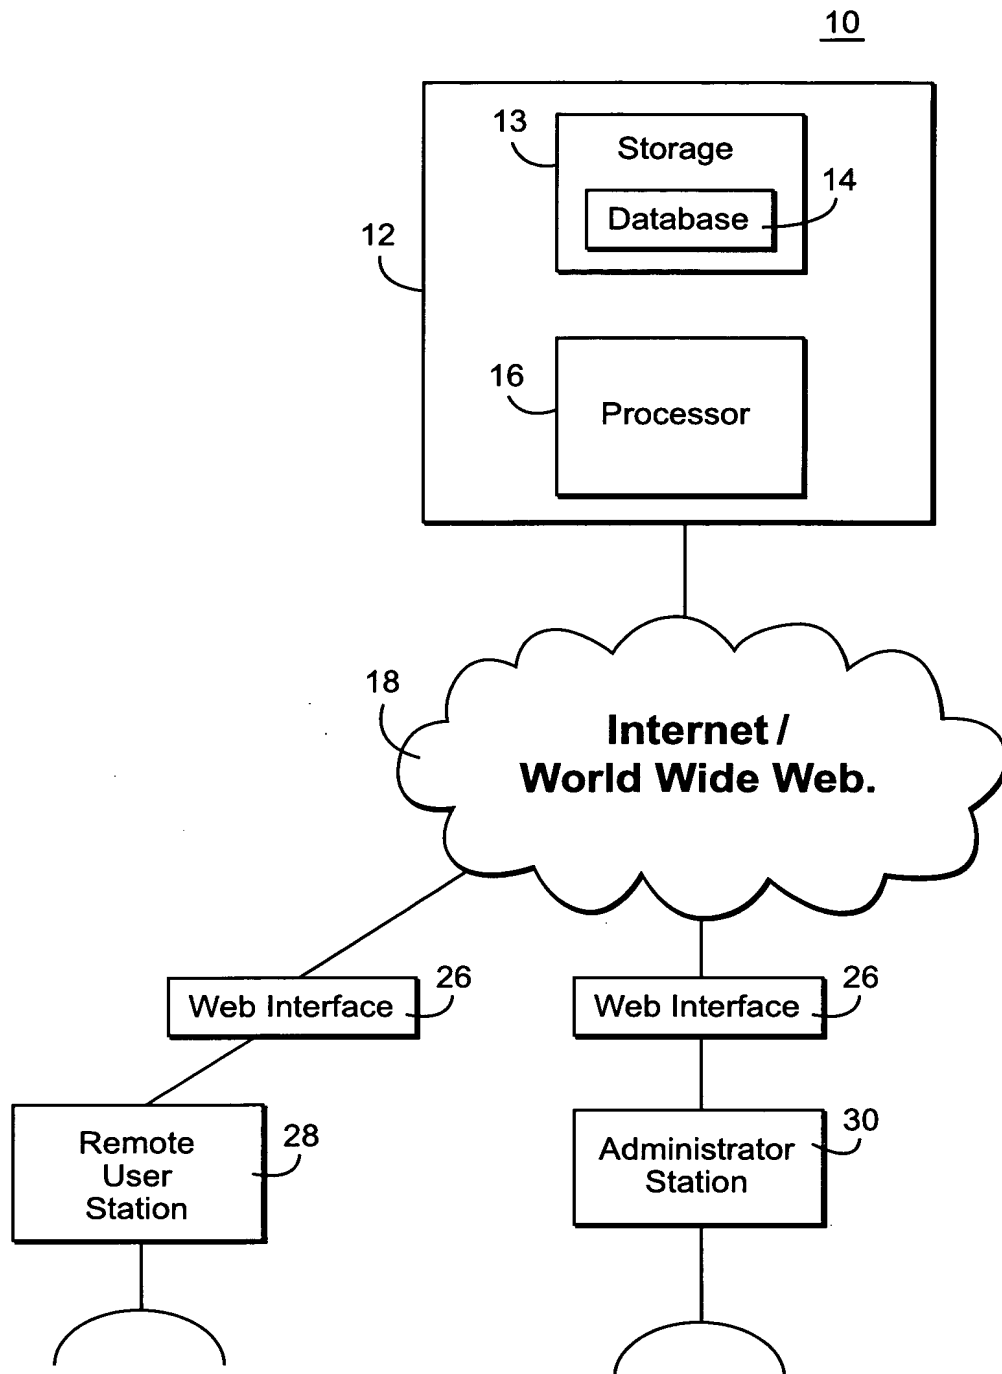 10
13
Storage
14
Database
12
16
Processor
18
Internet /
World Wide Web.
26
Web Interface
26
Web Interface
28
Remote
User
Station
30
Administrator
Station